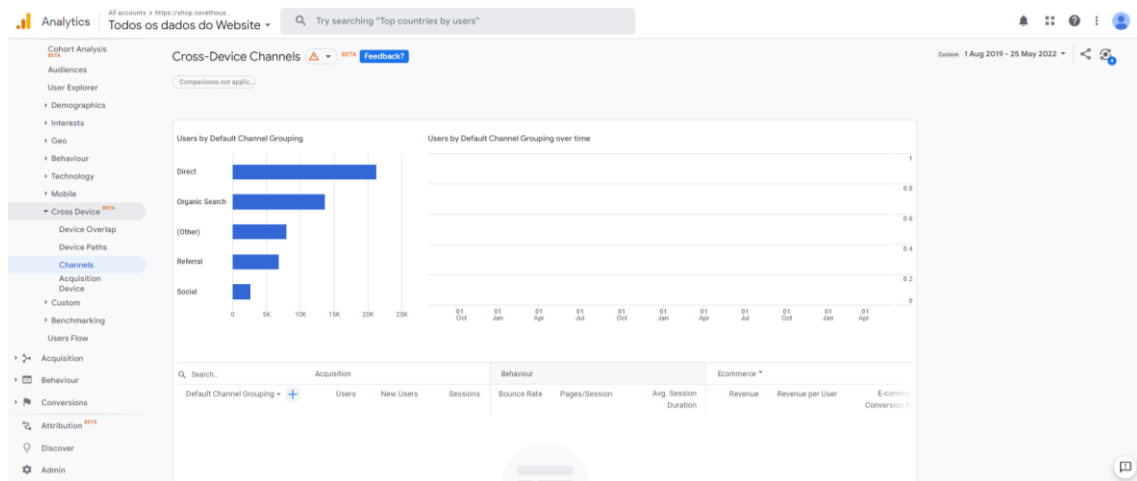 Analytics
All accounts > https://shop.covethous...
Todos os dados do Website
Try searching "Top countries by users"
Cohort Analysis
BETA
Audiences
User Explorer
Demographics
Interests
Geo
Behaviour
Technology
Mobile
Cross Device BETA
Device Overlap
Device Paths
Channels
Acquisition
Device
Custom
Benchmarking
Users Flow
Acquisition
Behaviour
Conversions
Attribution BETA
Discover
Admin
Cross-Device Channels BETA Feedback?
Custom 1 Aug 2019 - 25 May 2022
Comparisons not applic...
Users by Default Channel Grouping
Direct
Organic Search
(Other)
Referral
Social
0 5K 10K 15K 20K 25K
Users by Default Channel Grouping over time
1
0.8
0.6
0.4
0.2
0
01 01 01 01 01 01 01 01 01 01 01
Oct Jan Apr Jul Oct Jan Apr Jul Oct Jan Apr
Search... Acquisition Behaviour Ecommerce
Default Channel Grouping Users New Users Sessions Bounce Rate Pages/Session Avg. Session Revenue Revenue per User
Duration Conversion